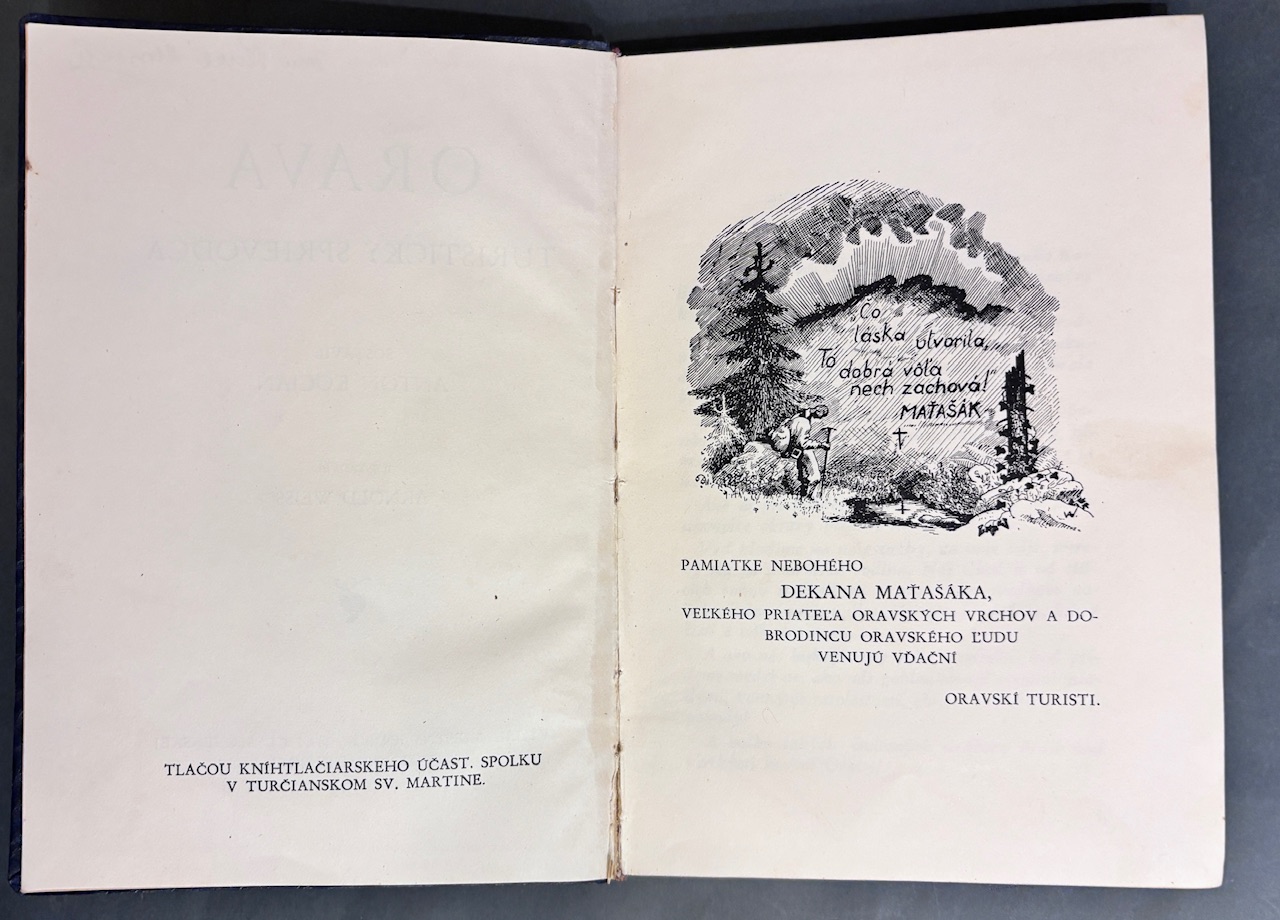 TLAČOU KNÍHTLAČIARSKEHO ÚČAST. SPOLKU
V TURČIANSKOM SV. MARTINE.
„Čo
láska utvorila,
To dobrá vôľa
nech zachová!"
MAŤAŠÁK
PAMIATKE NEBOHÉHO
DEKANA MAŤAŠÁKA,
VEĽKÉHO PRIATEĽA ORAVSKÝCH VRCHOV A DO-
BRODINCU ORAVSKÉHO ĽUDU
VENUJÚ VĎAČNÍ
ORAVSKÍ TURISTI.